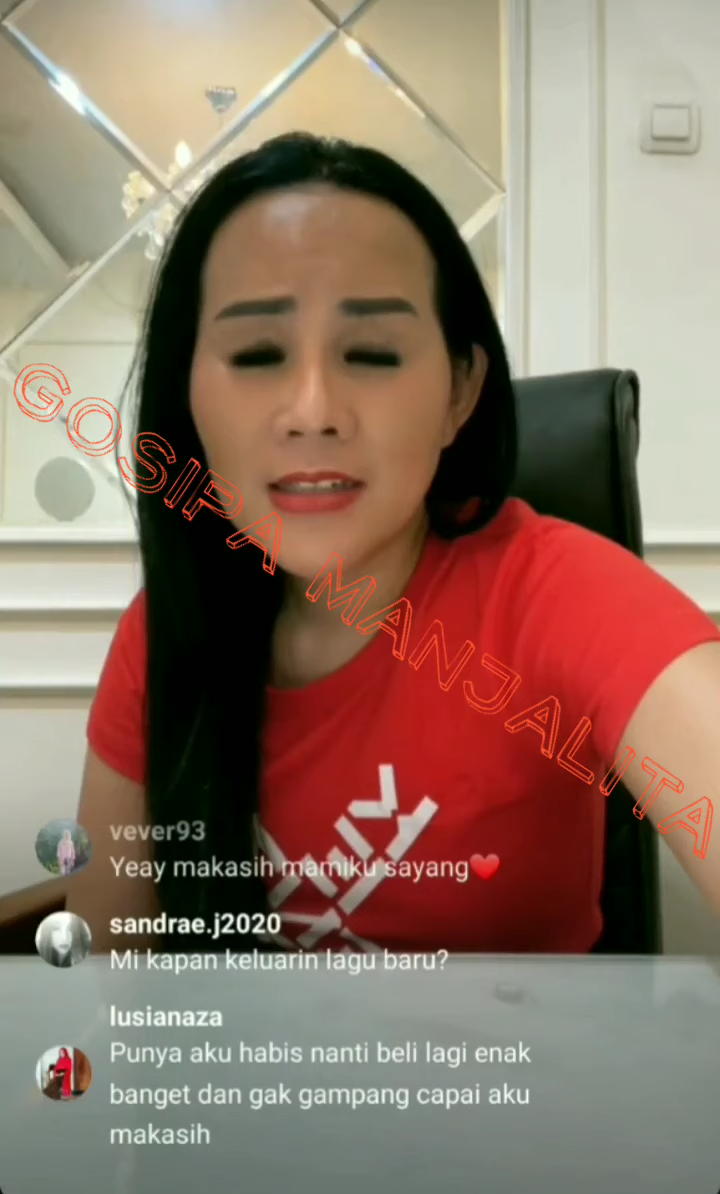 GOSIPA MANJALITA
vever93
Yeay makasih mamiku sayang❤️
sandrae.j2020
Mi kapan keluarin lagu baru?
lusianaza
Punya aku habis nanti beli lagi enak
banget dan gak gampang capai aku
makasih